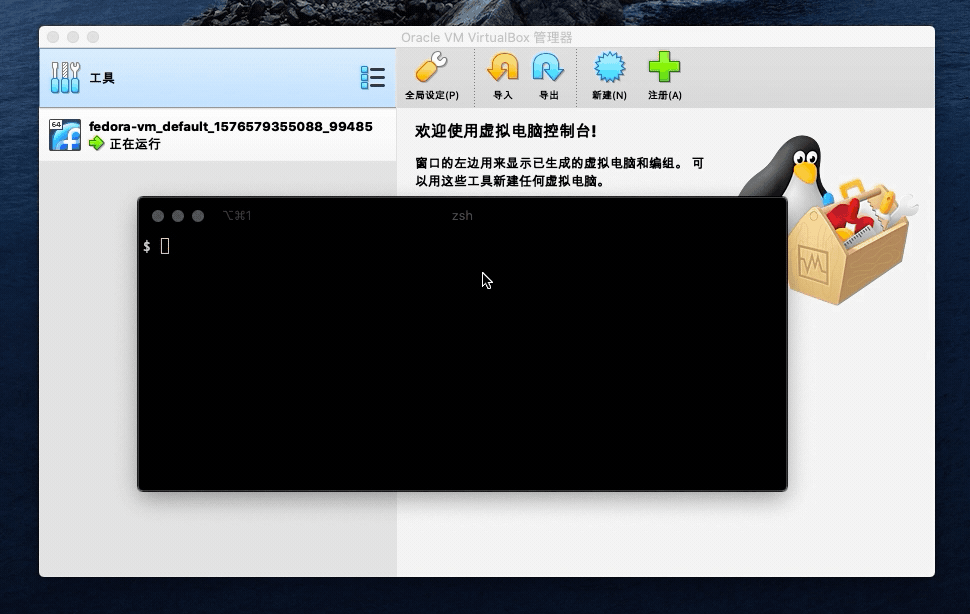 Oracle VM VirtualBox 管理器
工具
全局设定(P)
导入
导出
新建(N)
注册(A)
64
fedora-vm_default_1576579355088_99485
正在运行
欢迎使用虚拟电脑控制台!
窗口的左边用来显示已生成的虚拟电脑和编组。 可
以用这些工具新建任何虚拟电脑。
⌥⌘1
zsh
$